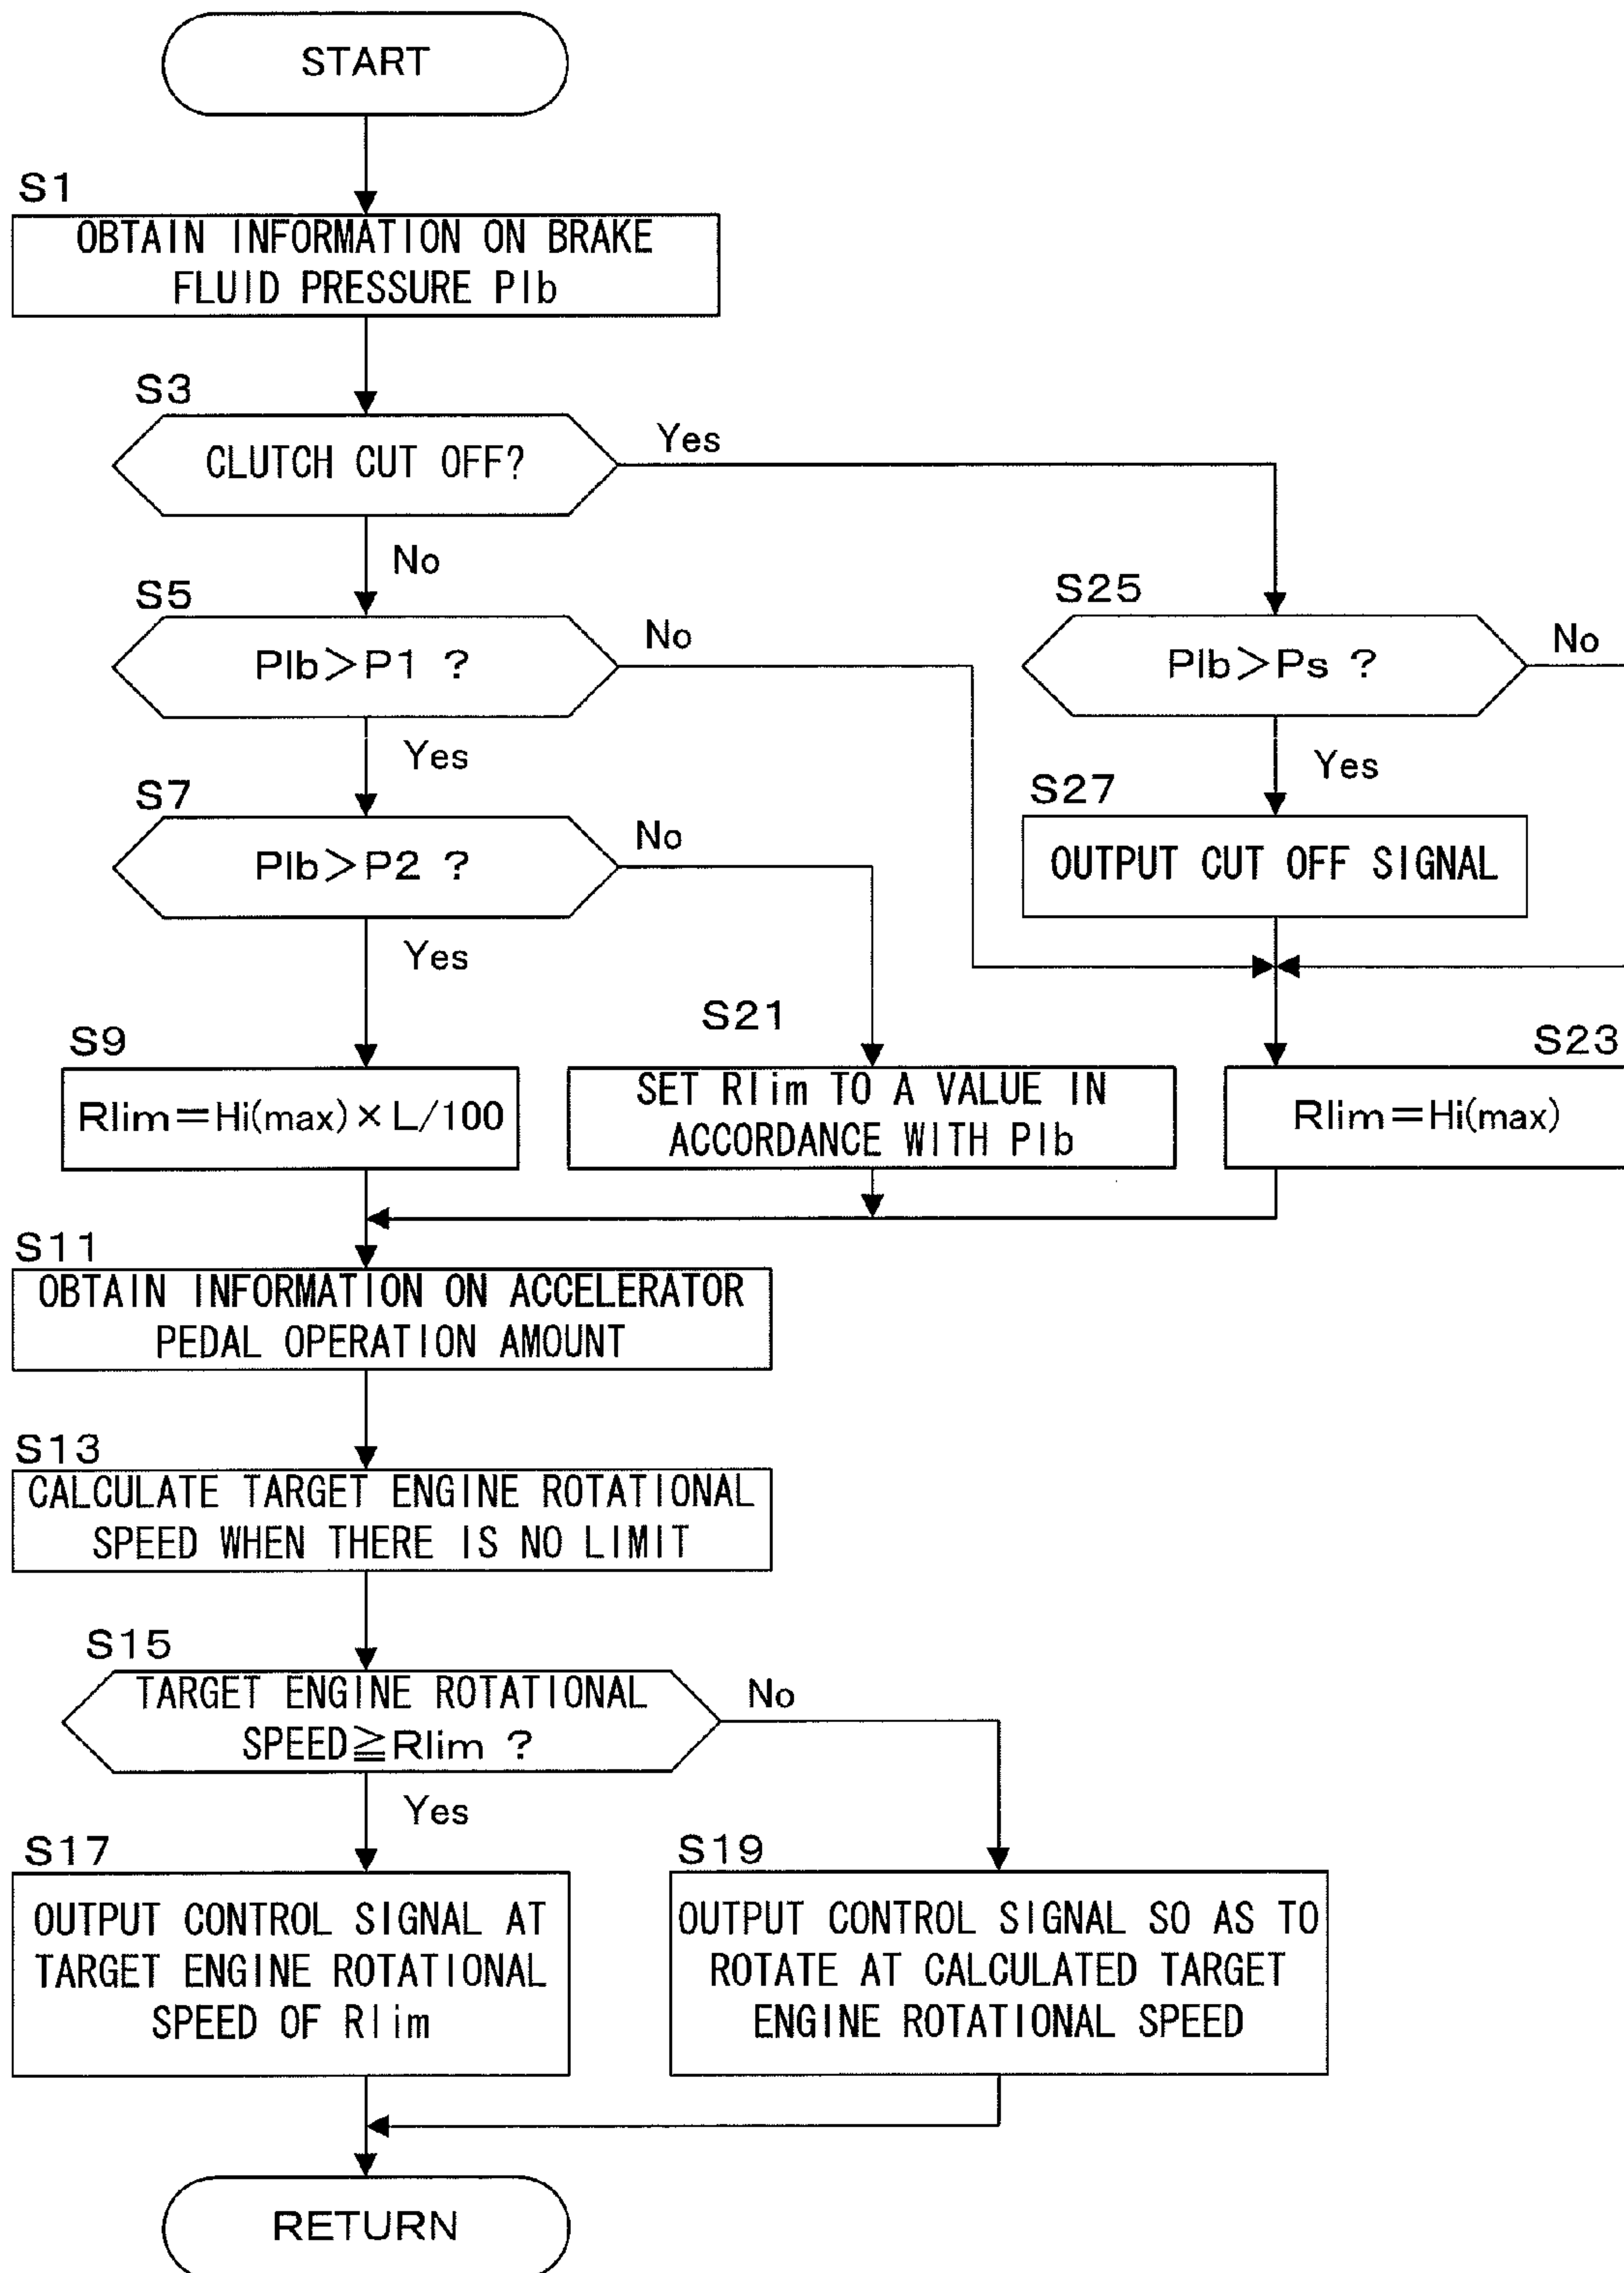 START
S1
OBTAIN INFORMATION ON BRAKE
FLUID PRESSURE Plb
S3
CLUTCH CUT OFF?
Yes
No
S5
Plb>P1 ?
No
S25
Plb>Ps ?
No
Yes
Yes
S7
Plb>P2 ?
No
S27
OUTPUT CUT OFF SIGNAL
Yes
S9
Rlim=Hi(max)×L/100
S21
SET Rlim TO A VALUE IN
ACCORDANCE WITH Plb
S23
Rlim=Hi(max)
S11
OBTAIN INFORMATION ON ACCELERATOR
PEDAL OPERATION AMOUNT
S13
CALCULATE TARGET ENGINE ROTATIONAL
SPEED WHEN THERE IS NO LIMIT
S15
TARGET ENGINE ROTATIONAL
SPEED≧Rlim ?
No
Yes
S17
OUTPUT CONTROL SIGNAL AT
TARGET ENGINE ROTATIONAL
SPEED OF Rlim
S19
OUTPUT CONTROL SIGNAL SO AS TO
ROTATE AT CALCULATED TARGET
ENGINE ROTATIONAL SPEED
RETURN